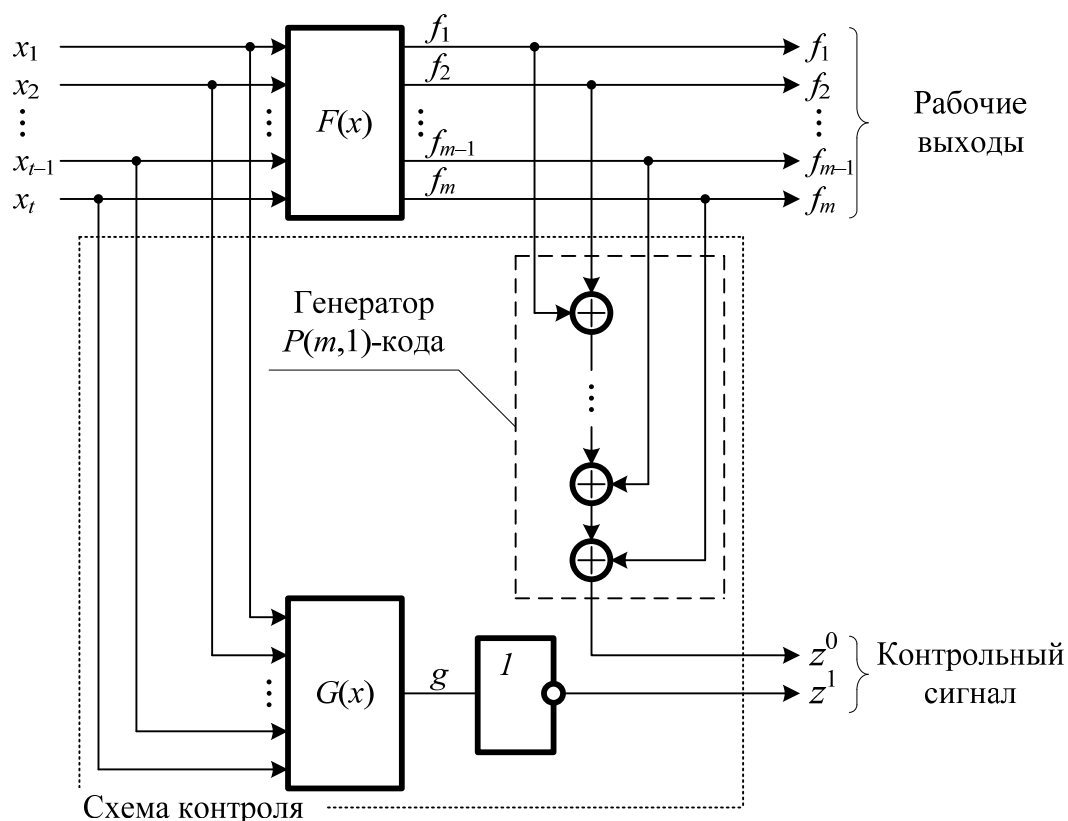 x₁
x₂
⋮
xₜ₋₁
xₜ
⋮
F(x)
f₁
f₂
⋮
fₘ₋₁
fₘ
f₁
f₂
⋮
fₘ₋₁
fₘ
Рабочие
выходы
Генератор
P(m,1)-кода
⋮
⋮
G(x)
g
1
z⁰
z¹
Контрольный
сигнал
Схема контроля